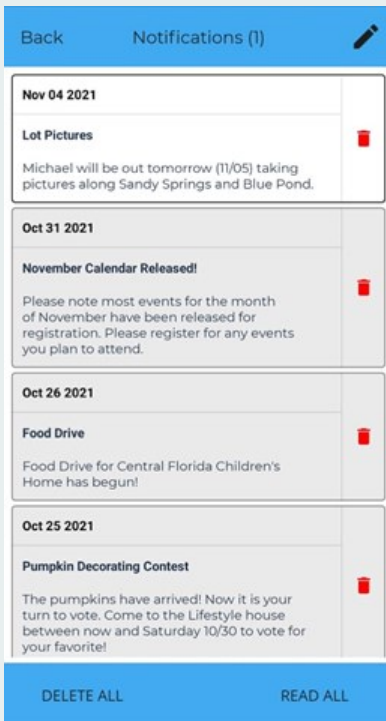 Back
Notifications (1)
Nov 04 2021
Lot Pictures
Michael will be out tomorrow (11/05) taking
pictures along Sandy Springs and Blue Pond.
Oct 31 2021
November Calendar Released!
Please note most events for the month
of November have been released for
registration. Please register for any events
you plan to attend.
Oct 26 2021
Food Drive
Food Drive for Central Florida Children's
Home has begun!
Oct 25 2021
Pumpkin Decorating Contest
The pumpkins have arrived! Now it is your
turn to vote. Come to the Lifestyle house
between now and Saturday 10/30 to vote for
your favorite!
DELETE ALL
READ ALL